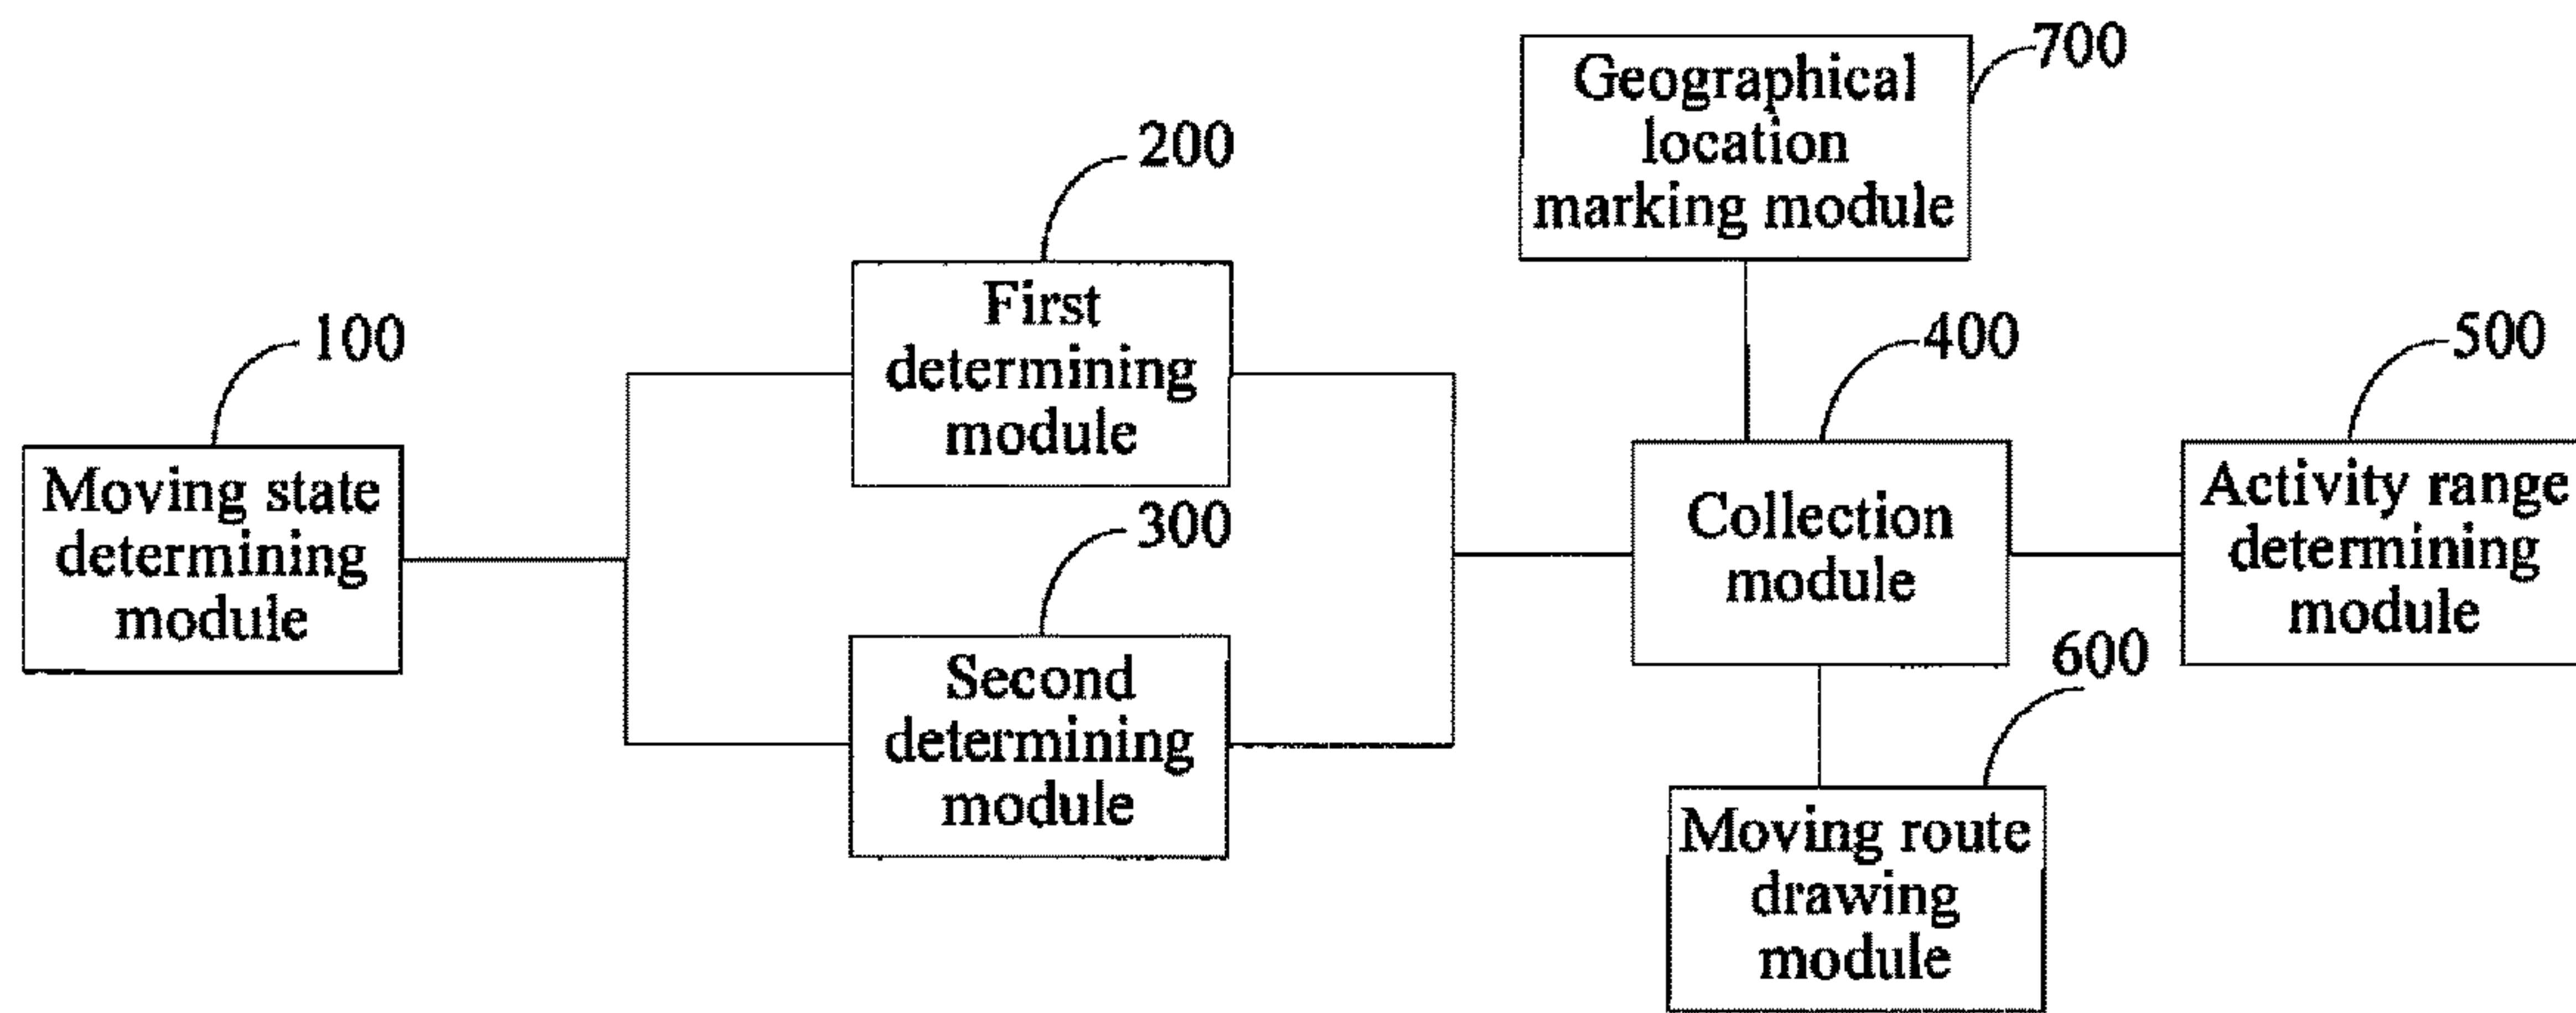 700
Geographical
location
marking module
200
First
determining
module
100
Moving state
determining
module
300
Second
determining
module
400
Collection
module
500
Activity range
determining
module
600
Moving route
drawing
module